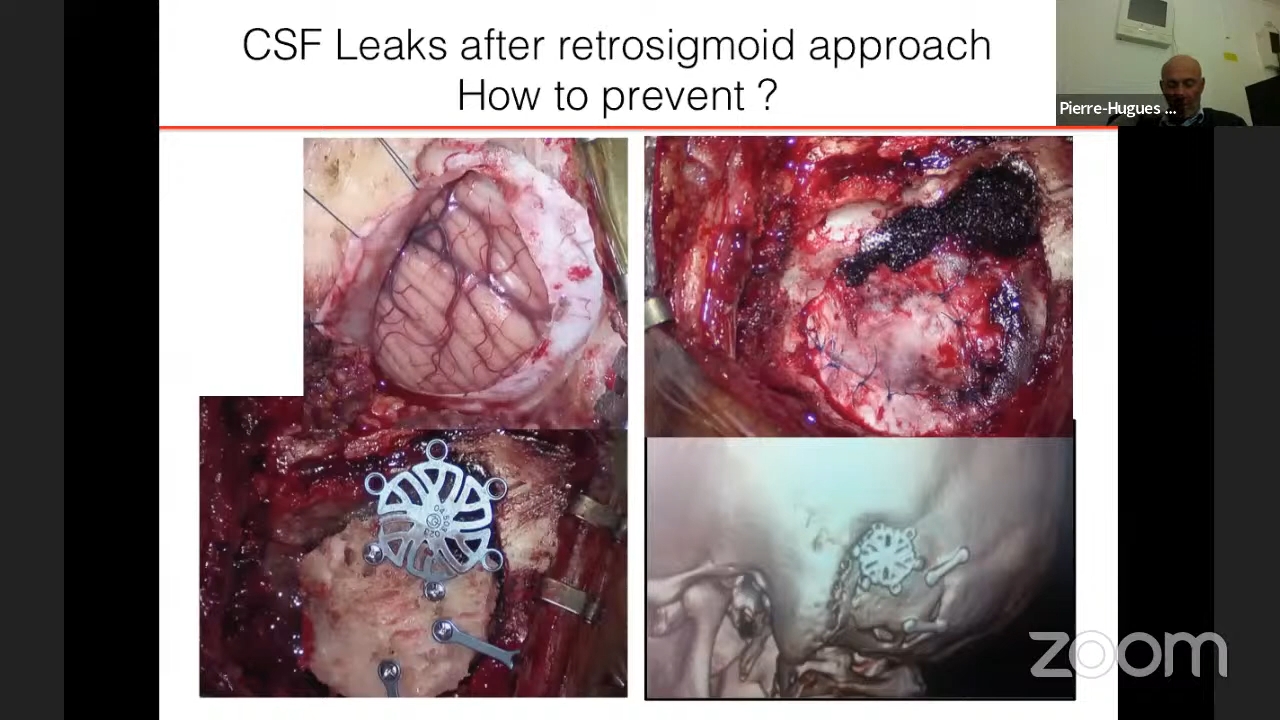 CSF Leaks after retrosigmoid approach
How to prevent ?
Pierre-Hugues ...
zoom